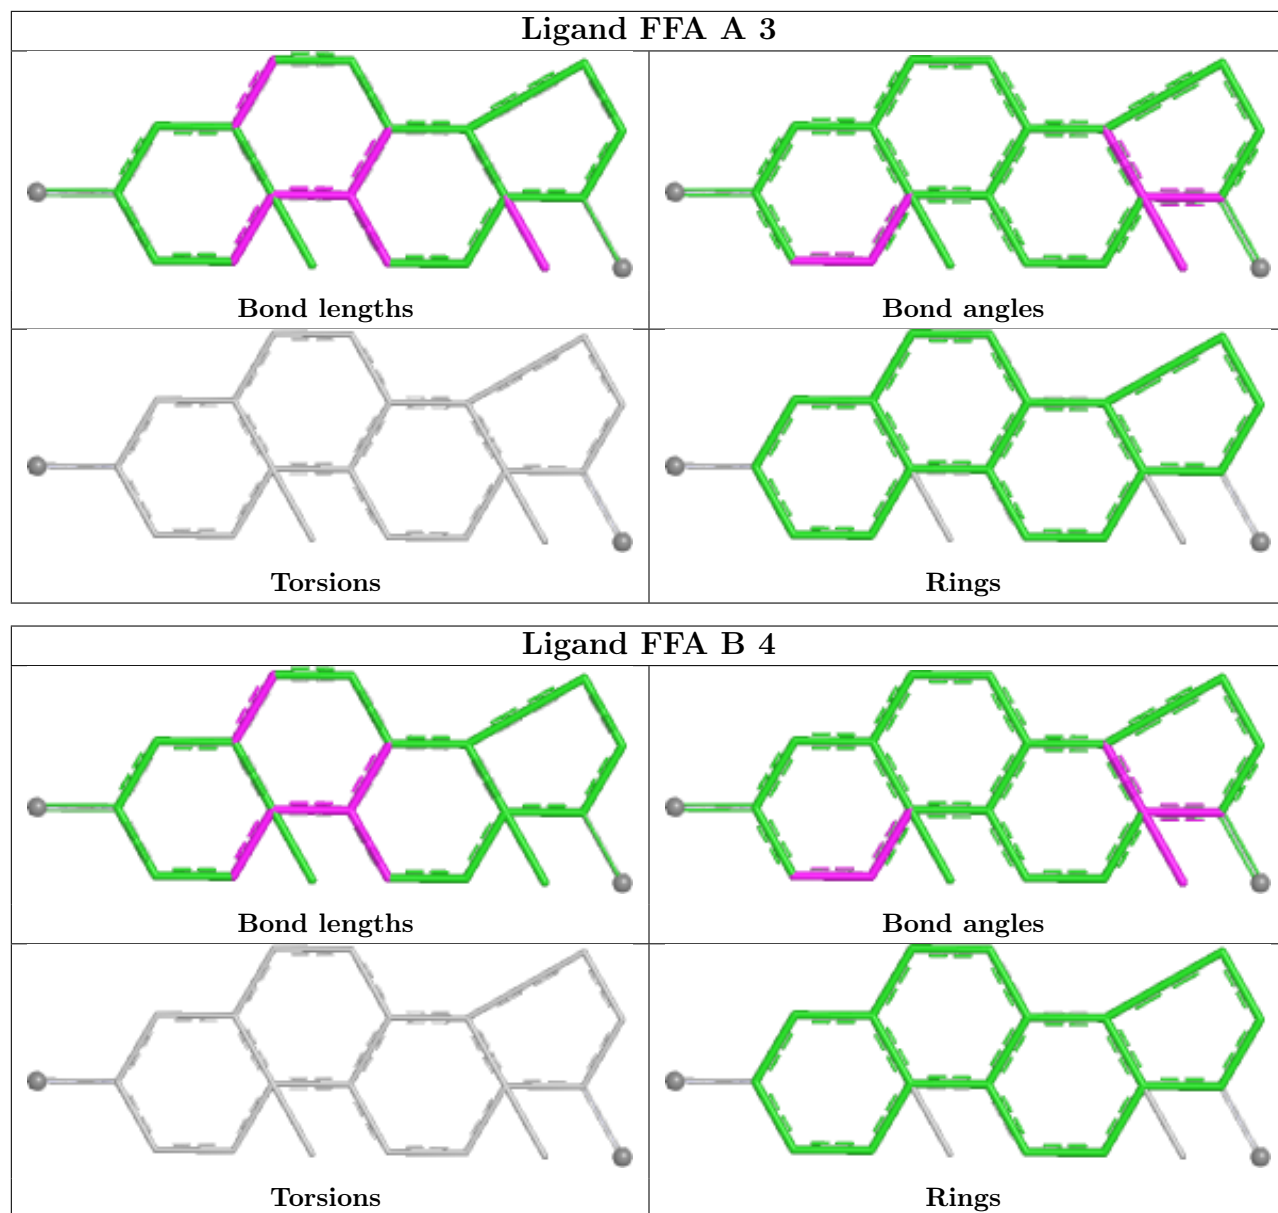 Ligand FFA A 3
Bond lengths
Bond angles
Torsions
Rings
Ligand FFA B 4
Bond lengths
Bond angles
Torsions
Rings